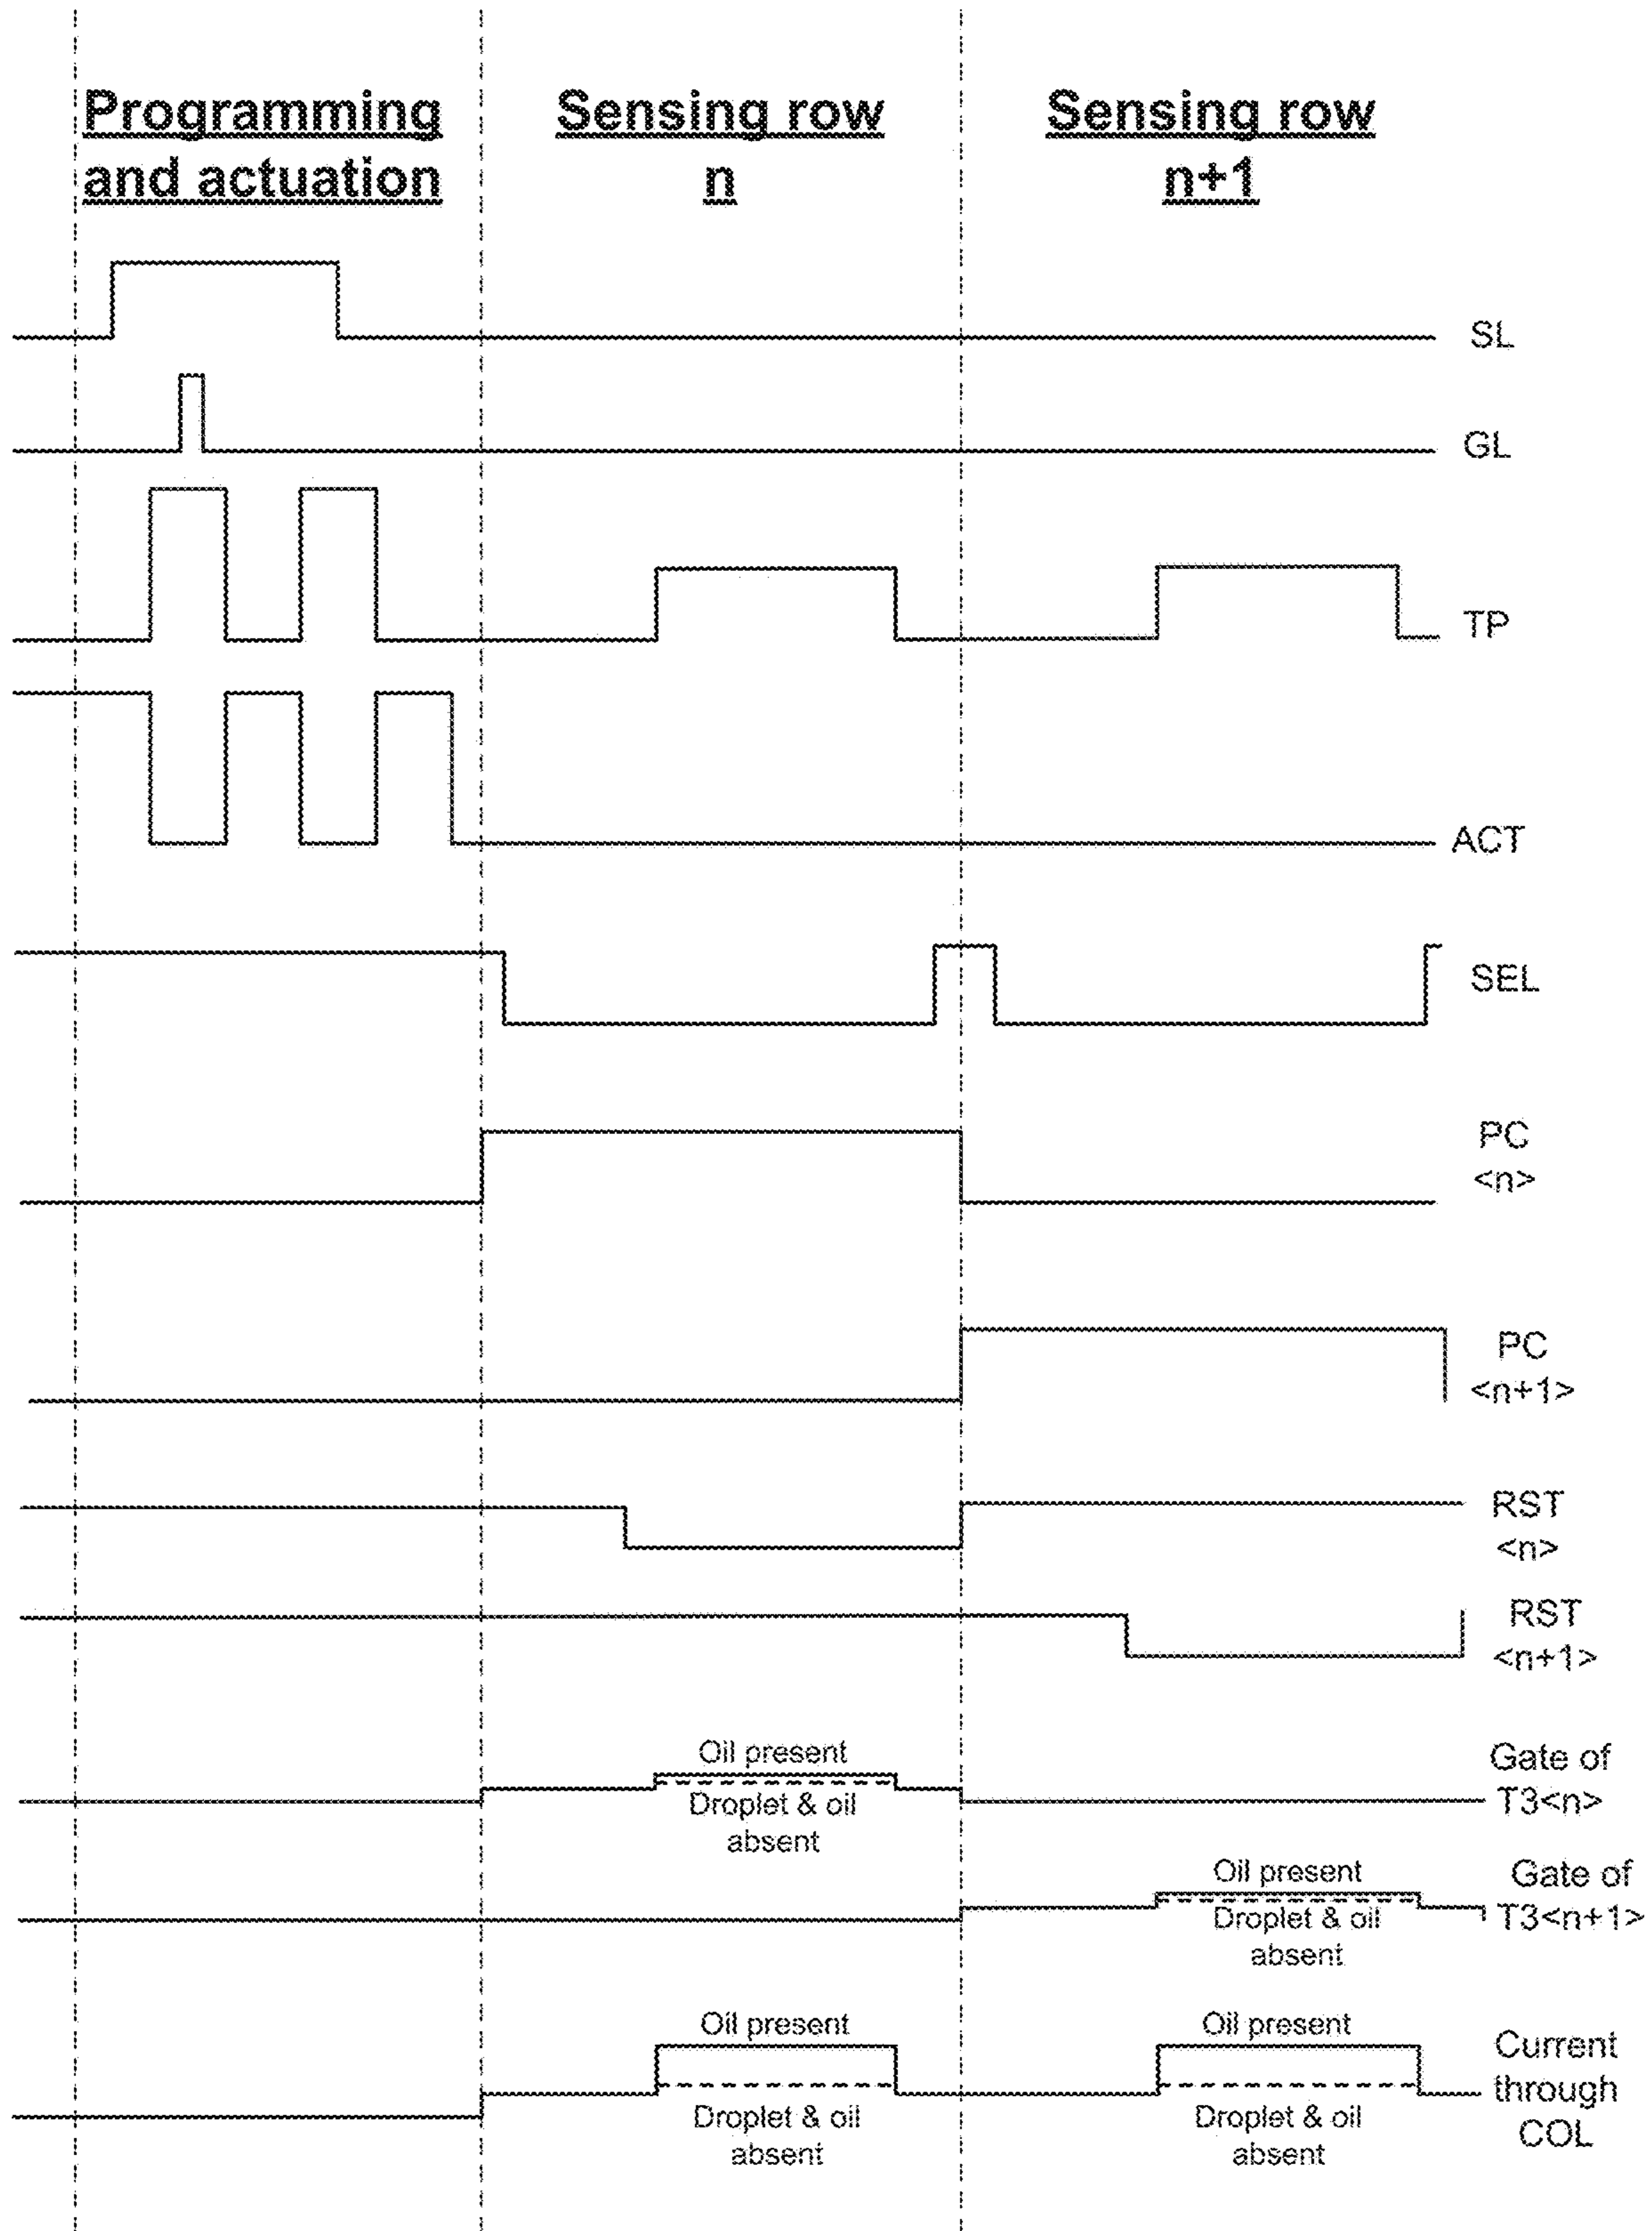 Programming
and actuation
Sensing row
n
Sensing row
n+1
SL
GL
TP
ACT
SEL
PC
<n>
PC
<n+1>
RST
<n>
RST
<n+1>
Oil present
Droplet & oil
absent
Gate of
T3<n>
Oil present
Droplet & oil
absent
Gate of
T3<n+1>
Oil present
Droplet & oil
absent
Oil present
Droplet & oil
absent
Current
through
COL